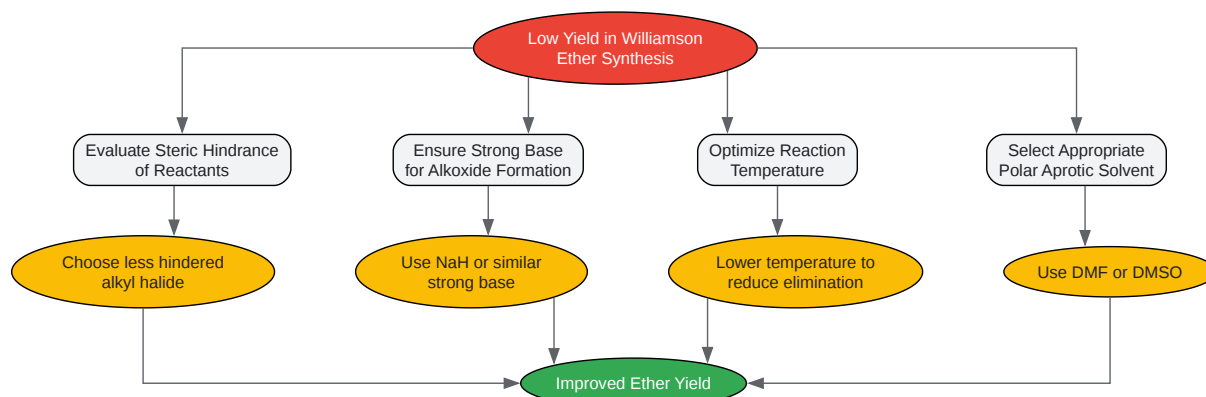 Low Yield in Williamson
Ether Synthesis
Evaluate Steric Hindrance
of Reactants
Ensure Strong Base
for Alkoxide Formation
Optimize Reaction
Temperature
Select Appropriate
Polar Aprotic Solvent
Choose less hindered
alkyl halide
Use NaH or similar
strong base
Lower temperature to
reduce elimination
Use DMF or DMSO
Improved Ether Yield